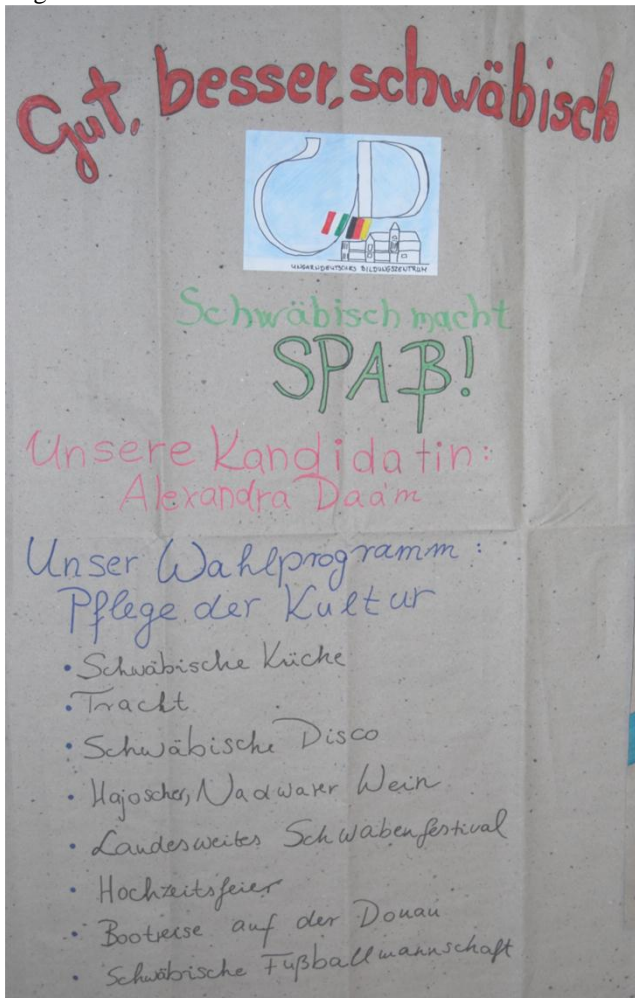 Gut, besser, schwäbisch
UNGARNDEUTSCHES BILDUNGSZENTRUM
Schwäbisch macht
SPAß!
Unsere Kandidatin:
Alexandra Daám
Unser Wahlprogramm:
Pflege der Kultur
• Schwäbische Küche
• Tracht
• Schwäbische Disco
• Hajoscher, Nadwarer Wein
• Landesweites Schwabenfestival
• Hochzeitsfeier
• Bootreise auf der Donau
• Schwäbische Fußballmannschaft